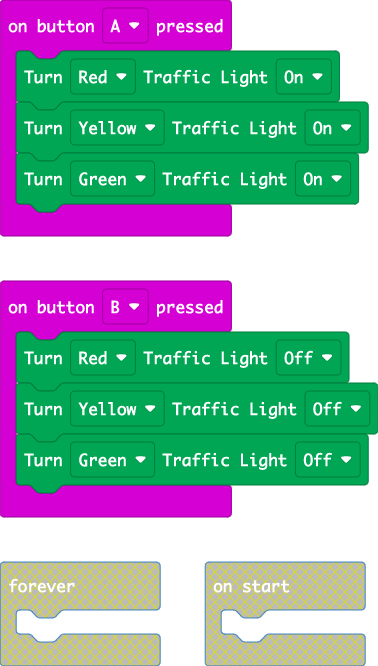 on button A pressed
Turn Red Traffic Light On
Turn Yellow Traffic Light On
Turn Green Traffic Light On
on button B pressed
Turn Red Traffic Light Off
Turn Yellow Traffic Light Off
Turn Green Traffic Light Off
forever
on start